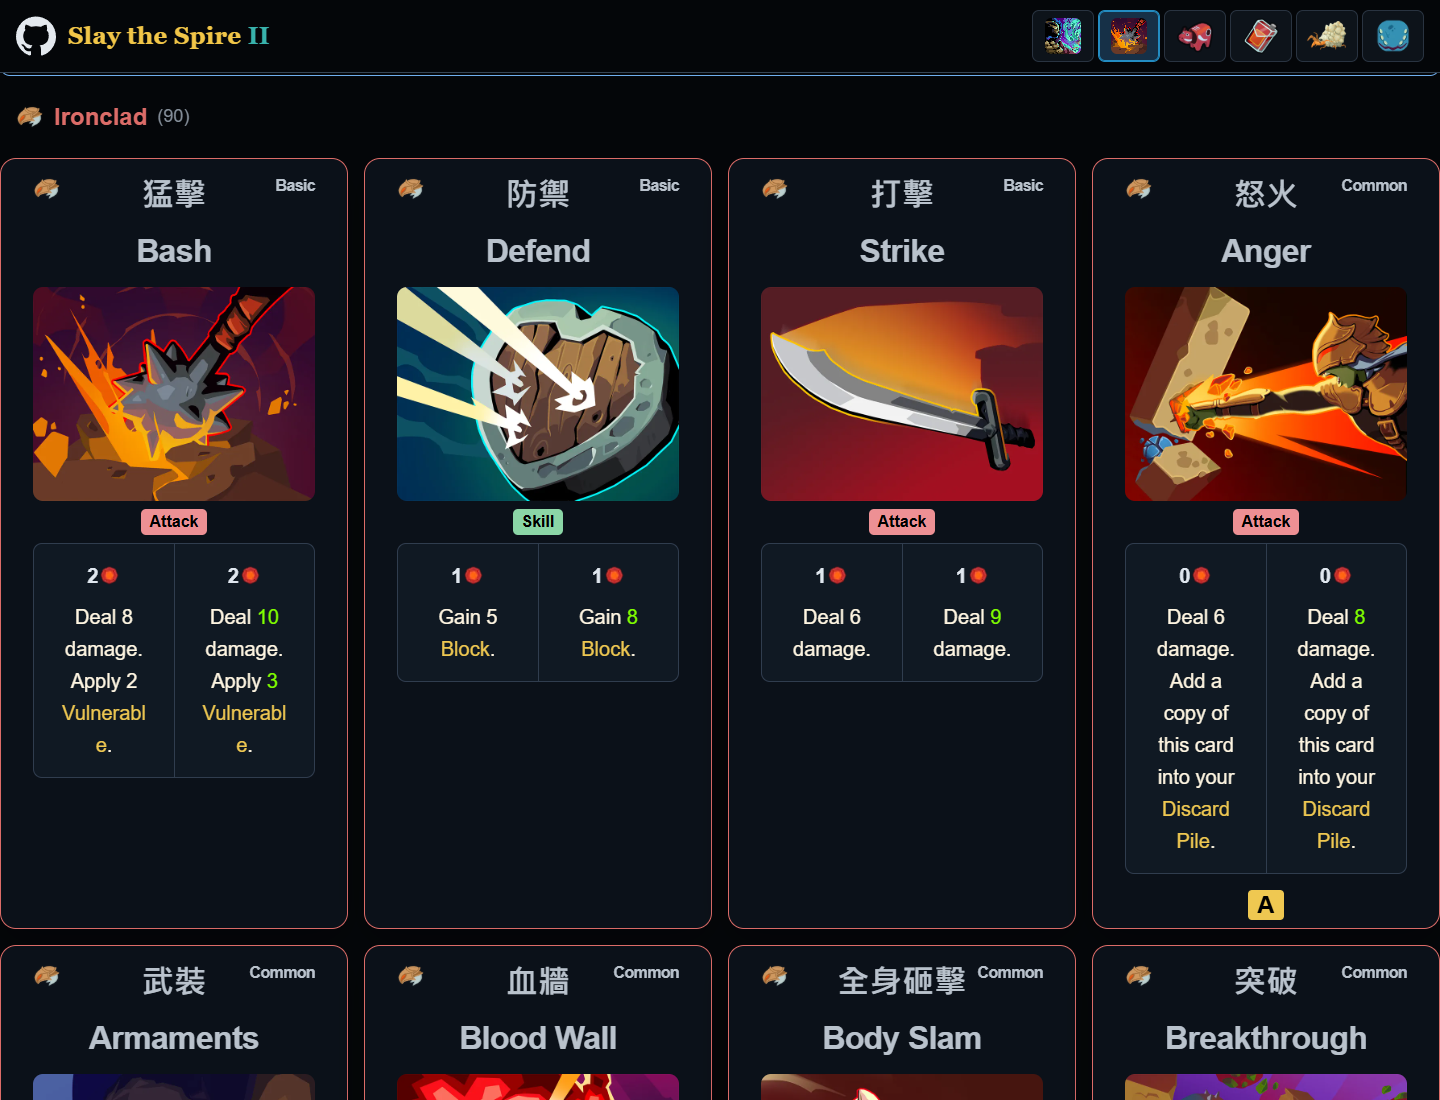 Slay the Spire II
Ironclad (90)
猛擊 Basic
Bash
Attack
2 2
Deal 8 damage. Apply 2 Vulnerable.
Deal 10 damage. Apply 3 Vulnerable.
防禦 Basic
Defend
Skill
1 1
Gain 5 Block.
Gain 8 Block.
打擊 Basic
Strike
Attack
1 1
Deal 6 damage.
Deal 9 damage.
怒火 Common
Anger
Attack
0 0
Deal 6 damage. Add a copy of this card into your Discard Pile.
Deal 8 damage. Add a copy of this card into your Discard Pile.
A
武裝 Common
Armaments
血牆 Common
Blood Wall
全身砸擊 Common
Body Slam
突破 Common
Breakthrough